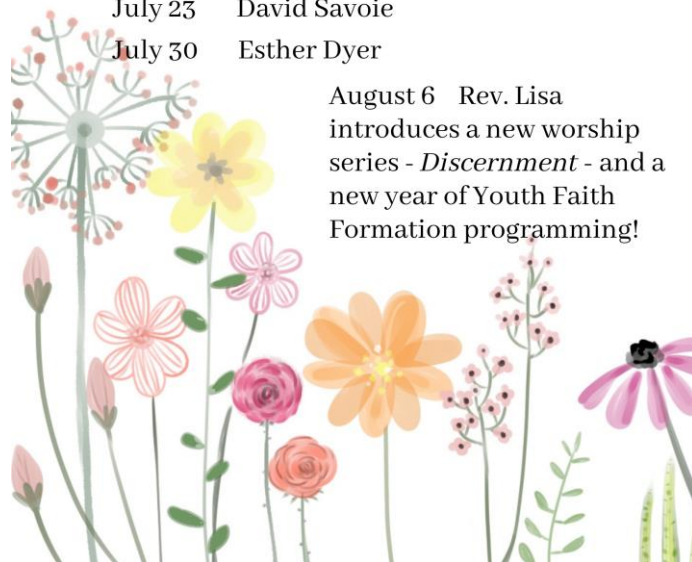 July 23 David Savoie
July 30 Esther Dyer
August 6 Rev. Lisa
introduces a new worship
series - Discernment - and a
new year of Youth Faith
Formation programming!